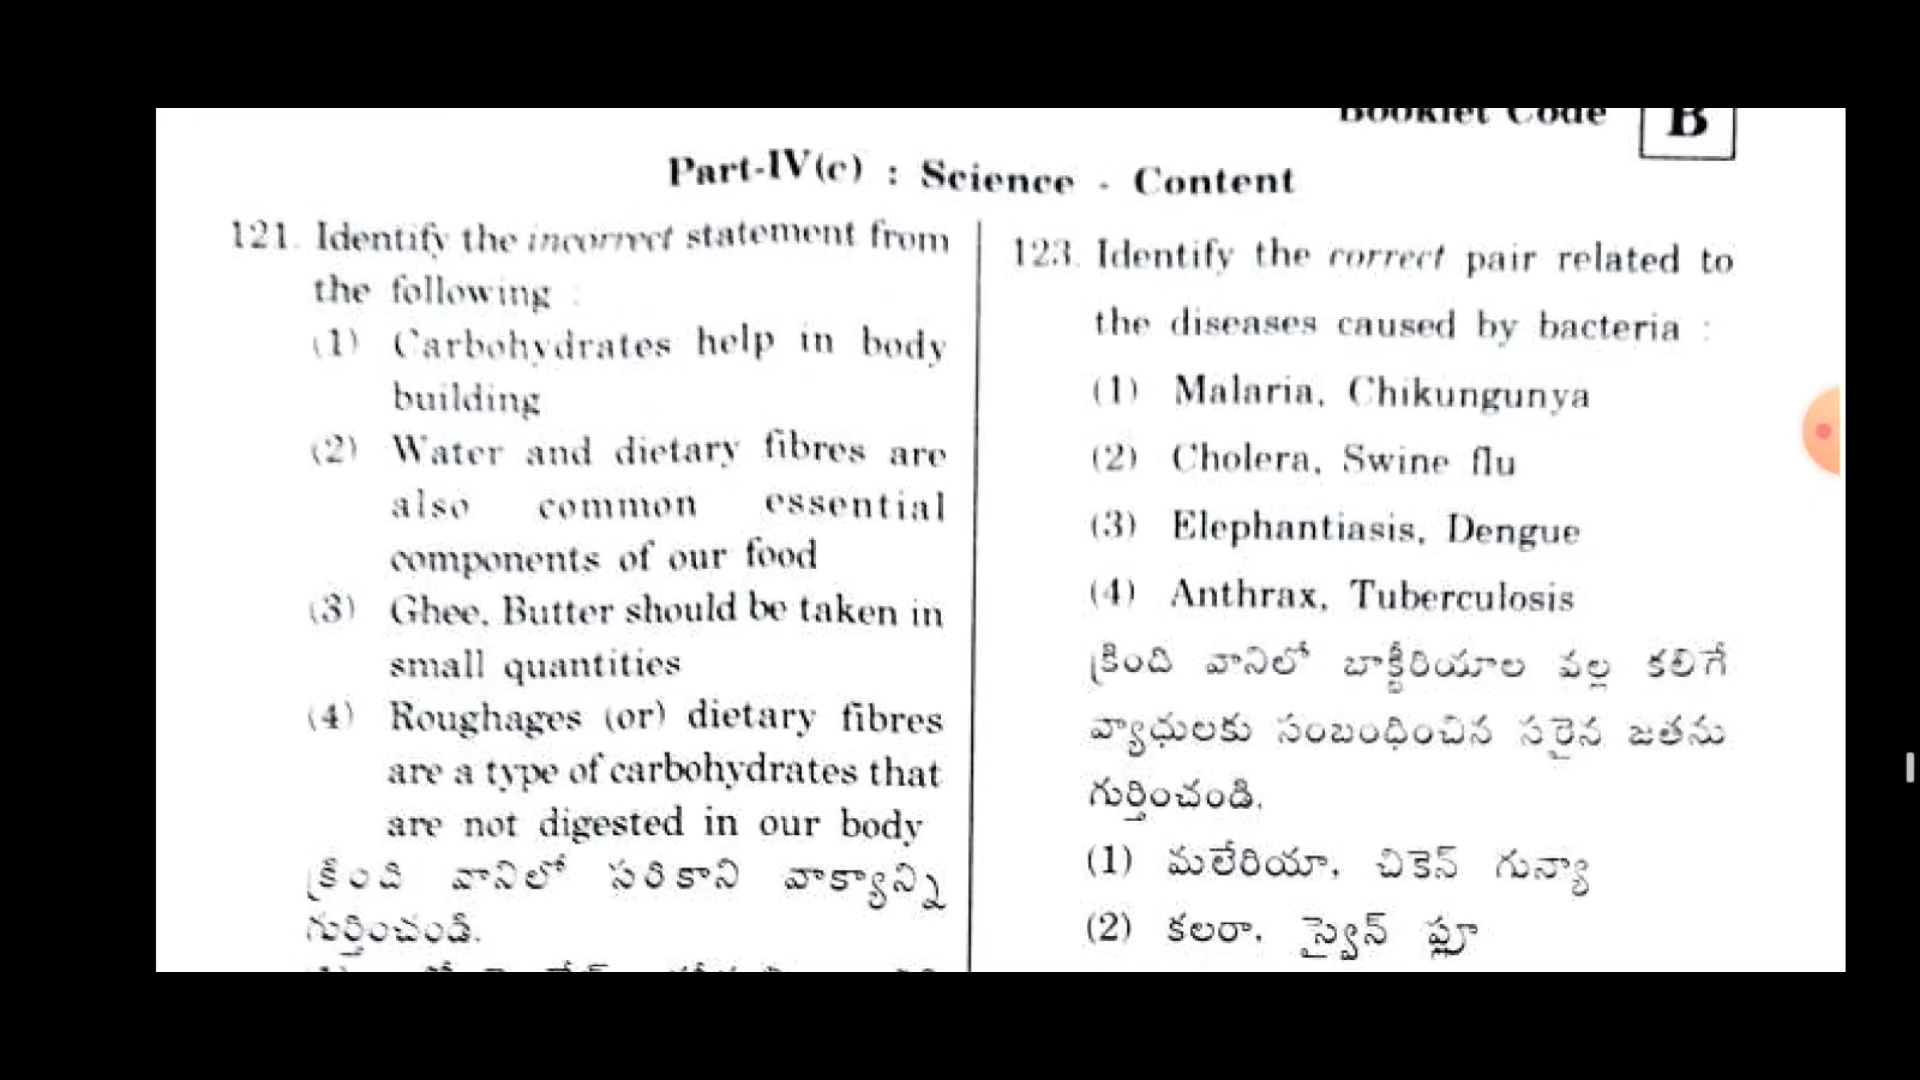 Booklet Code B
Part-IV(c) : Science - Content
121. Identify the incorrect statement from
the following :
(1) Carbohydrates help in body
building
(2) Water and dietary fibres are
also common essential
components of our food
(3) Ghee, Butter should be taken in
small quantities
(4) Roughages (or) dietary fibres
are a type of carbohydrates that
are not digested in our body
క్రింది వానిలో సరికాని వాక్యాన్ని
గుర్తించండి.
123. Identify the correct pair related to
the diseases caused by bacteria :
(1) Malaria, Chikungunya
(2) Cholera, Swine flu
(3) Elephantiasis, Dengue
(4) Anthrax, Tuberculosis
క్రింది వానిలో బాక్టీరియాల వల్ల కలిగే
వ్యాధులకు సంబంధించిన సరైన జతను
గుర్తించండి.
(1) మలేరియా, చికెన్ గున్యా
(2) కలరా, స్వైన్ ఫ్లూ